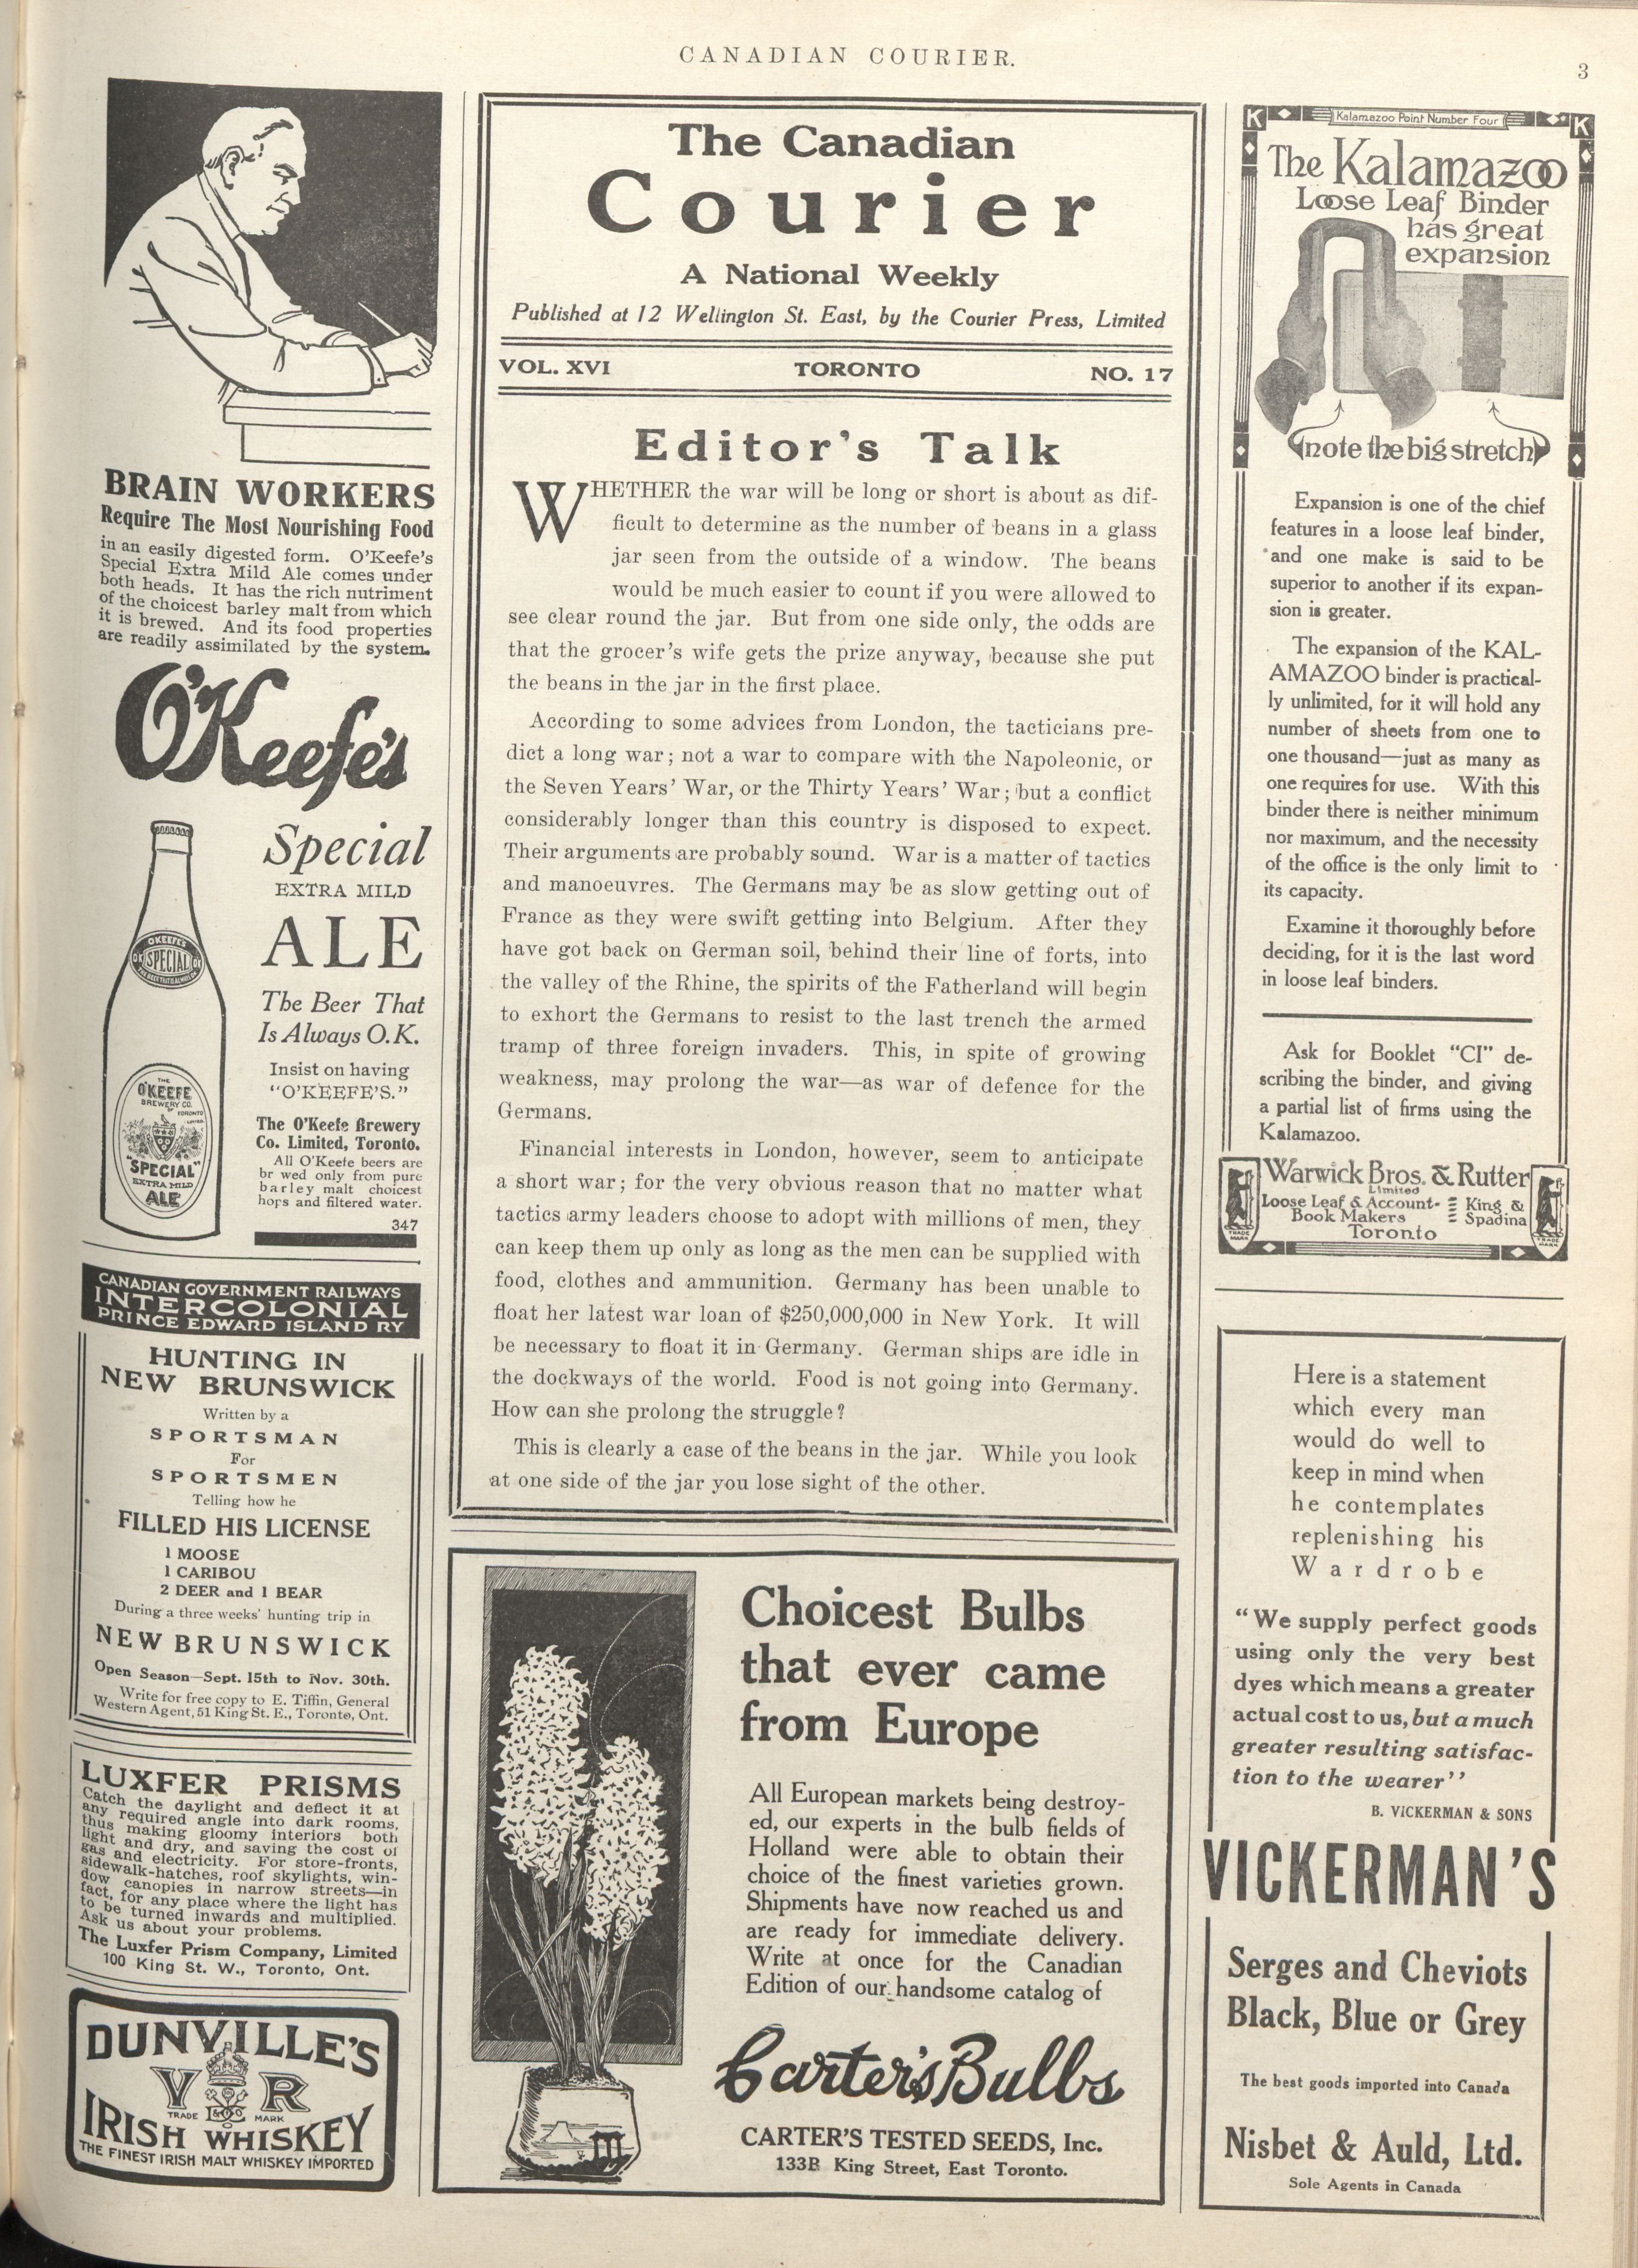 CANADIAN COURIER.
3
BRAIN WORKERS
Require The Most Nourishing Food
in an easily digested form. O'Keefe's
Special Extra Mild Ale comes under
both heads. It has the rich nutriment
of the choicest barley malt from which
it is brewed. And its food properties
are readily assimilated by the system.
O'Keefe's
Special
EXTRA MILD
ALE
The Beer That
Is Always O.K.
Insist on having
"O'KEEFE'S."
The O'Keefe Brewery
Co. Limited, Toronto.
All O'Keefe beers are
br wed only from pure
barley malt choicest
hops and filtered water.
347
OKEEFE'S
SPECIAL
THE
O'KEEFE
BREWERY CO.
OF TORONTO
LIMITED
"SPECIAL"
EXTRA MILD
ALE
CANADIAN GOVERNMENT RAILWAYS
INTERCOLONIAL
PRINCE EDWARD ISLAND RY
HUNTING IN
NEW BRUNSWICK
Written by a
SPORTSMAN
For
SPORTSMEN
Telling how he
FILLED HIS LICENSE
1 MOOSE
1 CARIBOU
2 DEER and 1 BEAR
During a three weeks' hunting trip in
NEW BRUNSWICK
Open Season—Sept. 15th to Nov. 30th.
Write for free copy to E. Tiffin, General
Western Agent, 51 King St. E., Toronto, Ont.
LUXFER PRISMS
Catch the daylight and deflect it at
any required angle into dark rooms,
thus making gloomy interiors both
light and dry, and saving the cost of
gas and electricity. For store-fronts,
sidewalk-hatches, roof skylights, win-
dow canopies in narrow streets—in
fact, for any place where the light has
to be turned inwards and multiplied.
Ask us about your problems.
The Luxfer Prism Company, Limited
100 King St. W., Toronto, Ont.
DUNVILLE'S
V R
TRADE MARK
IRISH WHISKEY
THE FINEST IRISH MALT WHISKEY IMPORTED
The Canadian
Courier
A National Weekly
Published at 12 Wellington St. East, by the Courier Press, Limited
VOL. XVI TORONTO NO. 17
Editor's Talk
WHETHER the war will be long or short is about as dif-
ficult to determine as the number of beans in a glass
jar seen from the outside of a window. The beans
would be much easier to count if you were allowed to
see clear round the jar. But from one side only, the odds are
that the grocer's wife gets the prize anyway, because she put
the beans in the jar in the first place.
According to some advices from London, the tacticians pre-
dict a long war; not a war to compare with the Napoleonic, or
the Seven Years' War, or the Thirty Years' War; but a conflict
considerably longer than this country is disposed to expect.
Their arguments are probably sound. War is a matter of tactics
and manoeuvres. The Germans may be as slow getting out of
France as they were swift getting into Belgium. After they
have got back on German soil, behind their line of forts, into
the valley of the Rhine, the spirits of the Fatherland will begin
to exhort the Germans to resist to the last trench the armed
tramp of three foreign invaders. This, in spite of growing
weakness, may prolong the war—as war of defence for the
Germans.
Financial interests in London, however, seem to anticipate
a short war; for the very obvious reason that no matter what
tactics army leaders choose to adopt with millions of men, they
can keep them up only as long as the men can be supplied with
food, clothes and ammunition. Germany has been unable to
float her latest war loan of $250,000,000 in New York. It will
be necessary to float it in Germany. German ships are idle in
the dockways of the world. Food is not going into Germany.
How can she prolong the struggle?
This is clearly a case of the beans in the jar. While you look
at one side of the jar you lose sight of the other.
Choicest Bulbs
that ever came
from Europe
All European markets being destroy-
ed, our experts in the bulb fields of
Holland were able to obtain their
choice of the finest varieties grown.
Shipments have now reached us and
are ready for immediate delivery.
Write at once for the Canadian
Edition of our handsome catalog of
Carter's Bulbs
CARTER'S TESTED SEEDS, Inc.
133B King Street, East Toronto.
K Kalamazoo Point Number Four K
The Kalamazoo
Loose Leaf Binder
has great
expansion
note the big stretch
Expansion is one of the chief
features in a loose leaf binder,
and one make is said to be
superior to another if its expan-
sion is greater.
The expansion of the KAL-
AMAZOO binder is practical-
ly unlimited, for it will hold any
number of sheets from one to
one thousand—just as many as
one requires for use. With this
binder there is neither minimum
nor maximum, and the necessity
of the office is the only limit to
its capacity.
Examine it thoroughly before
deciding, for it is the last word
in loose leaf binders.
Ask for Booklet "CI" de-
scribing the binder, and giving
a partial list of firms using the
Kalamazoo.
Warwick Bros. & Rutter
Limited
Loose Leaf & Account- King &
Book Makers Spadina
Toronto
TRADE MARK
TRADE MARK
Here is a statement
which every man
would do well to
keep in mind when
he contemplates
replenishing his
Wardrobe
"We supply perfect goods
using only the very best
dyes which means a greater
actual cost to us, but a much
greater resulting satisfac-
tion to the wearer"
B. VICKERMAN & SONS
VICKERMAN'S
Serges and Cheviots
Black, Blue or Grey
The best goods imported into Canada
Nisbet & Auld, Ltd.
Sole Agents in Canada